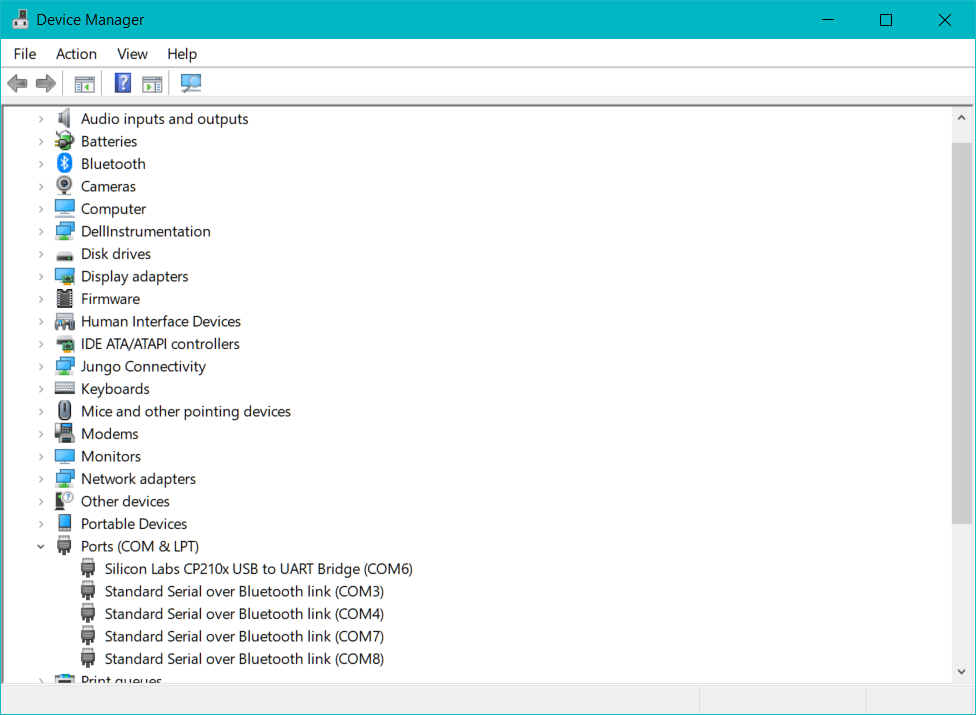 Device Manager
File Action View Help
Audio inputs and outputs
Batteries
Bluetooth
Cameras
Computer
DellInstrumentation
Disk drives
Display adapters
Firmware
Human Interface Devices
IDE ATA/ATAPI controllers
Jungo Connectivity
Keyboards
Mice and other pointing devices
Modems
Monitors
Network adapters
Other devices
Portable Devices
Ports (COM & LPT)
Silicon Labs CP210x USB to UART Bridge (COM6)
Standard Serial over Bluetooth link (COM3)
Standard Serial over Bluetooth link (COM4)
Standard Serial over Bluetooth link (COM7)
Standard Serial over Bluetooth link (COM8)
Print queues